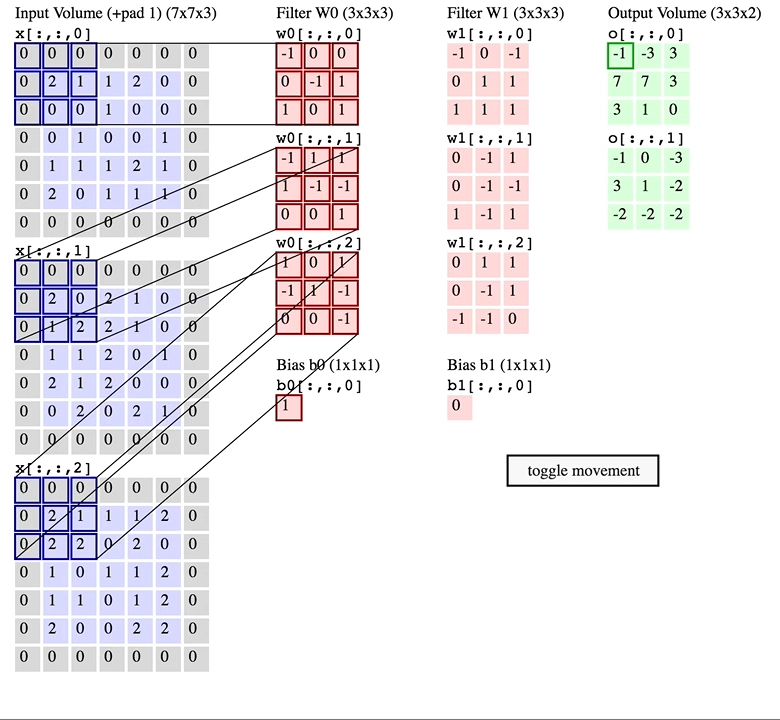 Input Volume (+pad 1) (7x7x3)
x[:,:,0]
0 0 0 0 0 0 0
0 2 1 1 2 0 0
0 0 0 1 0 0 0
0 0 1 0 0 1 0
0 1 1 1 2 1 0
0 2 0 1 1 1 0
0 0 0 0 0 0 0
x[:,:,1]
0 0 0 0 0 0 0
0 2 0 2 1 0 0
0 1 2 2 1 0 0
0 1 1 2 0 1 0
0 2 1 2 0 0 0
0 0 2 0 2 1 0
0 0 0 0 0 0 0
x[:,:,2]
0 0 0 0 0 0 0
0 2 1 1 1 2 0
0 2 2 0 2 0 0
0 1 0 1 1 2 0
0 1 1 0 1 2 0
0 2 0 0 2 2 0
0 0 0 0 0 0 0
Filter W0 (3x3x3)
w0[:,:,0]
-1 0 0
0 -1 1
1 0 1
w0[:,:,1]
-1 1 1
1 -1 -1
0 0 1
w0[:,:,2]
1 0 1
-1 1 -1
0 0 -1
Bias b0 (1x1x1)
b0[:,:,0]
1
Filter W1 (3x3x3)
w1[:,:,0]
-1 0 -1
0 1 1
1 1 1
w1[:,:,1]
0 -1 1
0 -1 -1
1 -1 1
w1[:,:,2]
0 1 1
0 -1 1
-1 -1 0
Bias b1 (1x1x1)
b1[:,:,0]
0
Output Volume (3x3x2)
o[:,:,0]
-1 -3 3
7 7 3
3 1 0
o[:,:,1]
-1 0 -3
3 1 -2
-2 -2 -2
toggle movement